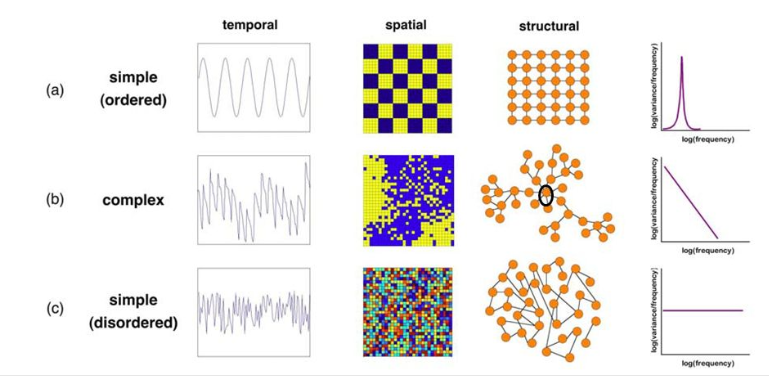 temporal
spatial
structural
(a)
simple
(ordered)
log(variance/frequency)
log(frequency)
(b)
complex
log(variance/frequency)
log(frequency)
(c)
simple
(disordered)
log(variance/frequency)
log(frequency)